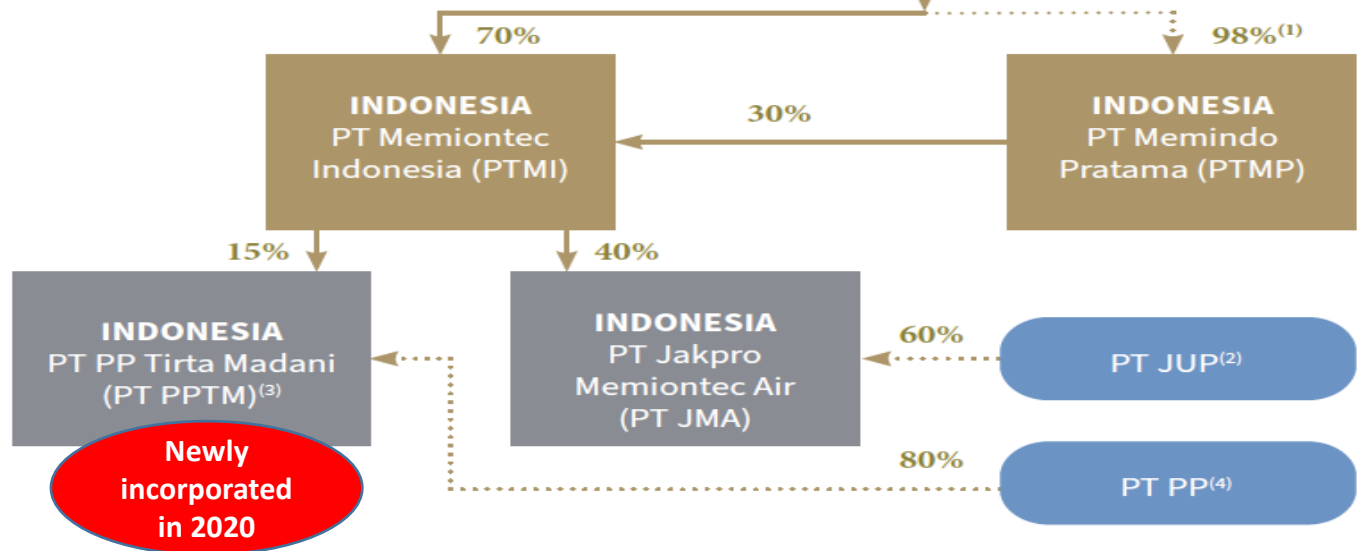 70%
98%(1)
INDONESIA
PT Memiontec
Indonesia (PTMI)
30%
INDONESIA
PT Memindo
Pratama (PTMP)
15%
40%
INDONESIA
PT PP Tirta Madani
(PT PPTM)(3)
INDONESIA
PT Jakpro
Memiontec Air
(PT JMA)
60%
PT JUP(2)
Newly
incorporated
in 2020
80%
PT PP(4)